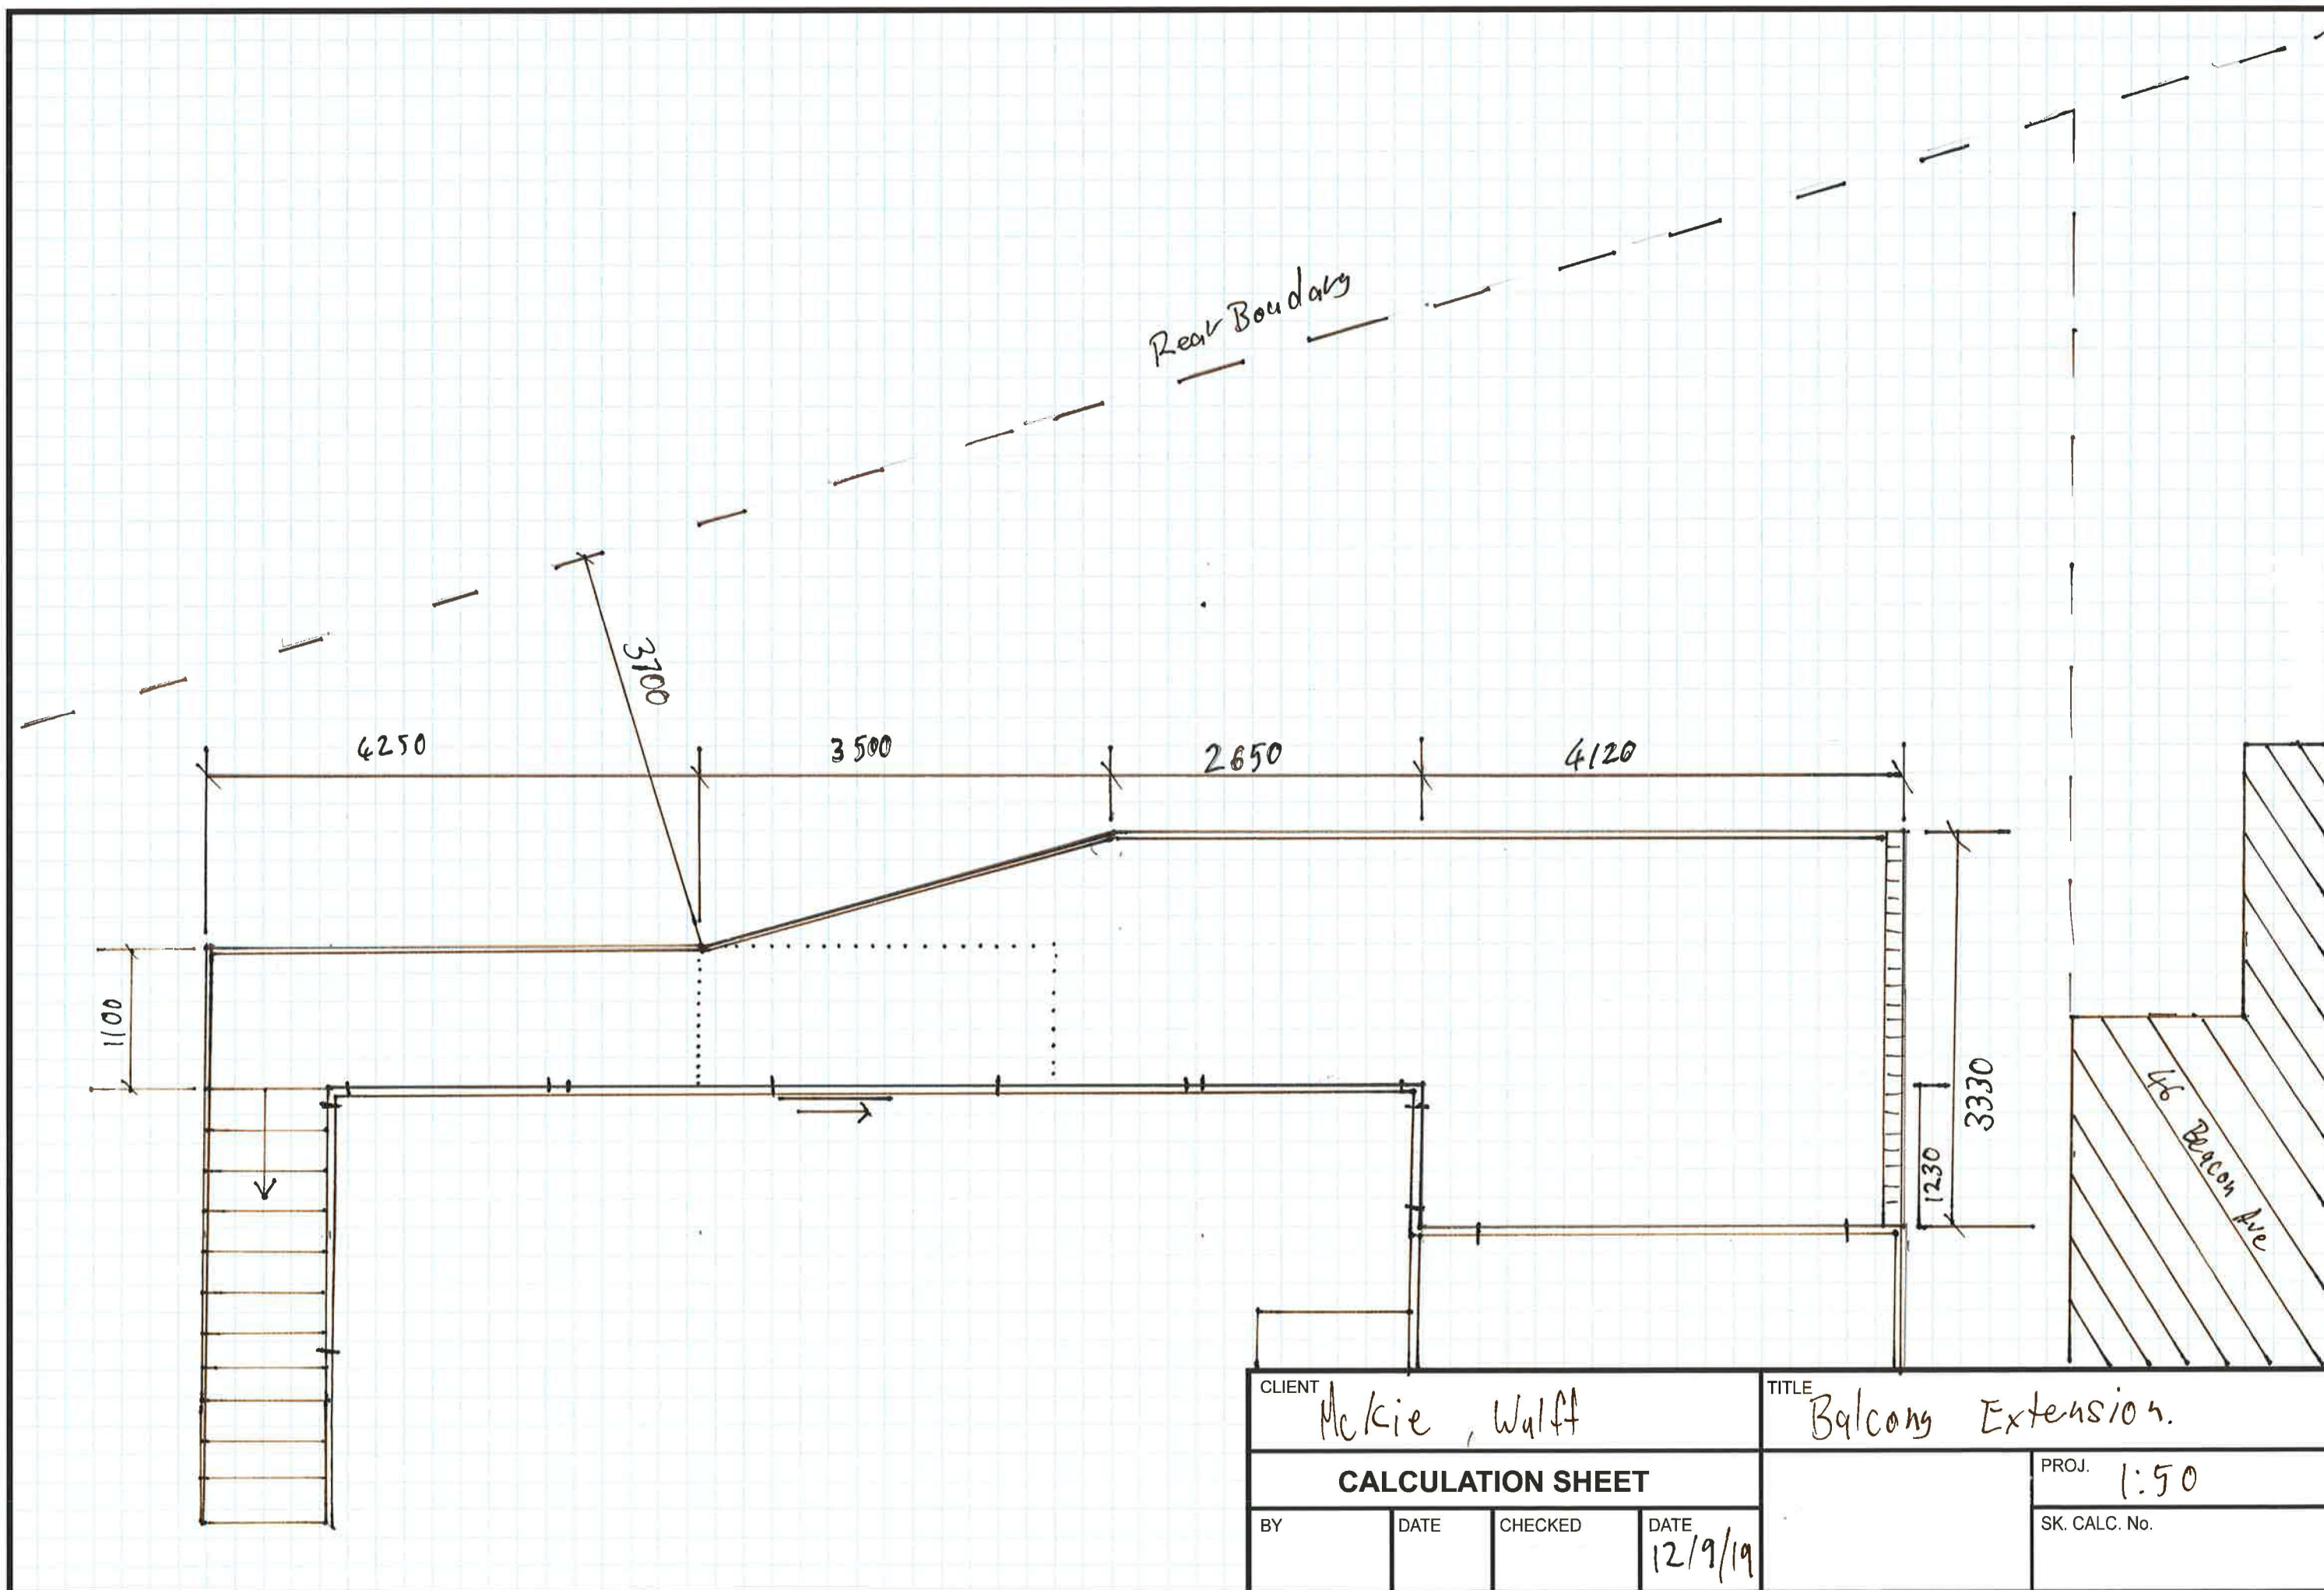 Rear Boundary
3700
4250
3500
2650
4120
1100
3330
1230
46 Beacon Ave
CLIENT
McKie, Wulff
TITLE
Balcony Extension.
CALCULATION SHEET
PROJ.
1:50
BY
DATE
CHECKED
DATE
12/9/19
SK. CALC. No.